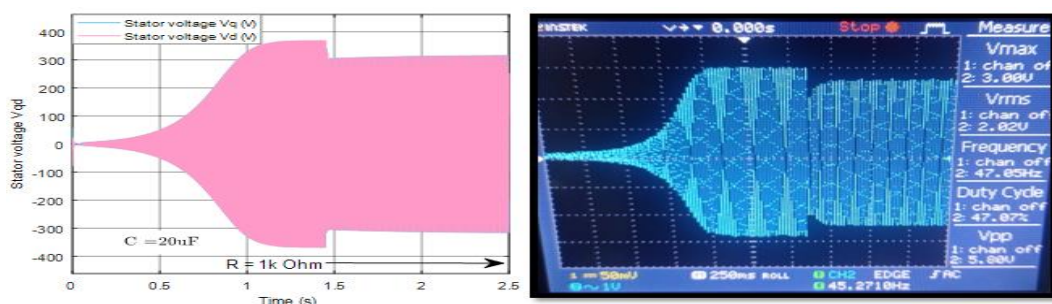 Stator voltage Vq (V)
Stator voltage Vd (V)
400
300
200
100
0
-100
-200
-300
-400
Stator voltage Vqd
C =20uF
R = 1k Ohm
0
0.5
1
1.5
2
2.5
Time (s)
INSTEK
0.000s
Stop
Measure
Vmax
1: chan off
2: 3.00V
Vrms
1: chan off
2: 2.02V
Frequency
1: chan off
2: 47.05Hz
Duty Cycle
1: chan off
2: 47.07%
Vpp
1: chan off
2: 5.80V
1 50mV
250ms ROLL
CH2 EDGE AC
2 1V
45.2710Hz